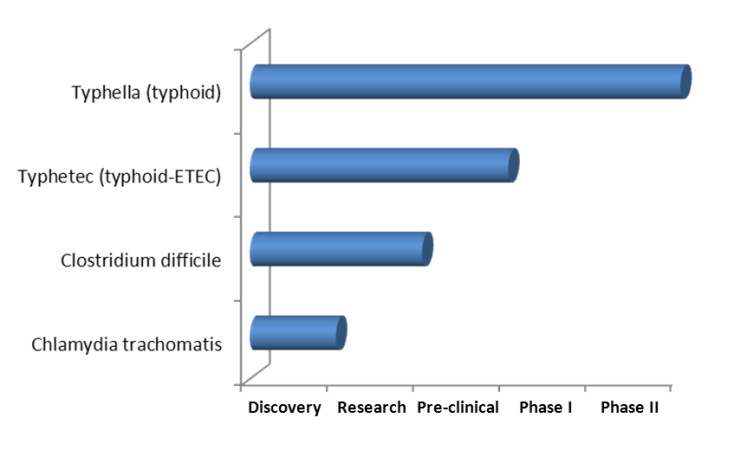 Typhella (typhoid)
Typhetec (typhoid-ETEC)
Clostridium difficile
Chlamydia trachomatis
Discovery Research Pre-clinical Phase I Phase II